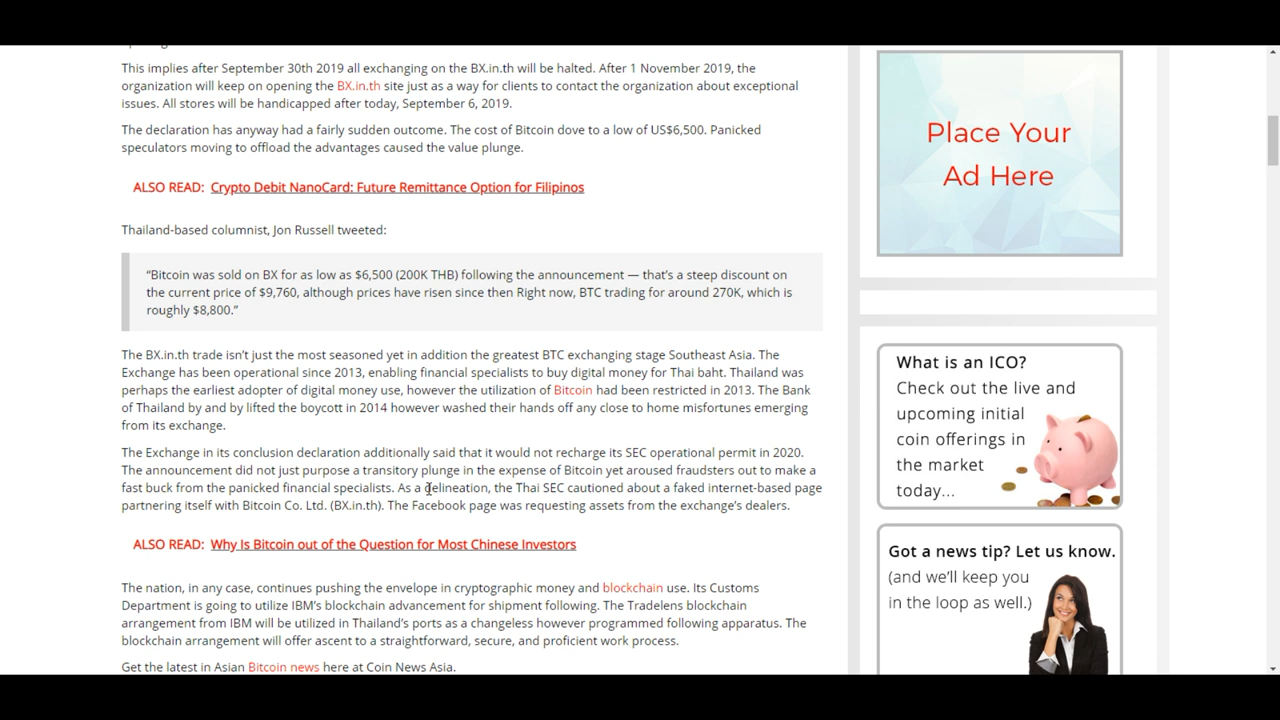 This implies after September 30th 2019 all exchanging on the BX.in.th will be halted. After 1 November 2019, the
organization will keep on opening the BX.in.th site just as a way for clients to contact the organization about exceptional
issues. All stores will be handicapped after today, September 6, 2019.
The declaration has anyway had a fairly sudden outcome. The cost of Bitcoin dove to a low of US$6,500. Panicked
speculators moving to offload the advantages caused the value plunge.
ALSO READ: Crypto Debit NanoCard: Future Remittance Option for Filipinos
Thailand-based columnist, Jon Russell tweeted:
“Bitcoin was sold on BX for as low as $6,500 (200K THB) following the announcement — that’s a steep discount on
the current price of $9,760, although prices have risen since then Right now, BTC trading for around 270K, which is
roughly $8,800.”
The BX.in.th trade isn’t just the most seasoned yet in addition the greatest BTC exchanging stage Southeast Asia. The
Exchange has been operational since 2013, enabling financial specialists to buy digital money for Thai baht. Thailand was
perhaps the earliest adopter of digital money use, however the utilization of Bitcoin had been restricted in 2013. The Bank
of Thailand by and by lifted the boycott in 2014 however washed their hands off any close to home misfortunes emerging
from its exchange.
The Exchange in its conclusion declaration additionally said that it would not recharge its SEC operational permit in 2020.
The announcement did not just purpose a transitory plunge in the expense of Bitcoin yet aroused fraudsters out to make a
fast buck from the panicked financial specialists. As a delineation, the Thai SEC cautioned about a faked internet-based page
partnering itself with Bitcoin Co. Ltd. (BX.in.th). The Facebook page was requesting assets from the exchange’s dealers.
ALSO READ: Why Is Bitcoin out of the Question for Most Chinese Investors
The nation, in any case, continues pushing the envelope in cryptographic money and blockchain use. Its Customs
Department is going to utilize IBM’s blockchain advancement for shipment following. The Tradelens blockchain
arrangement from IBM will be utilized in Thailand’s ports as a changeless however programmed following apparatus. The
blockchain arrangement will offer ascent to a straightforward, secure, and proficient work process.
Get the latest in Asian Bitcoin news here at Coin News Asia.
Place Your
Ad Here
What is an ICO?
Check out the live and
upcoming initial
coin offerings in
the market
today...
Got a news tip? Let us know.
(and we’ll keep you
in the loop as well.)